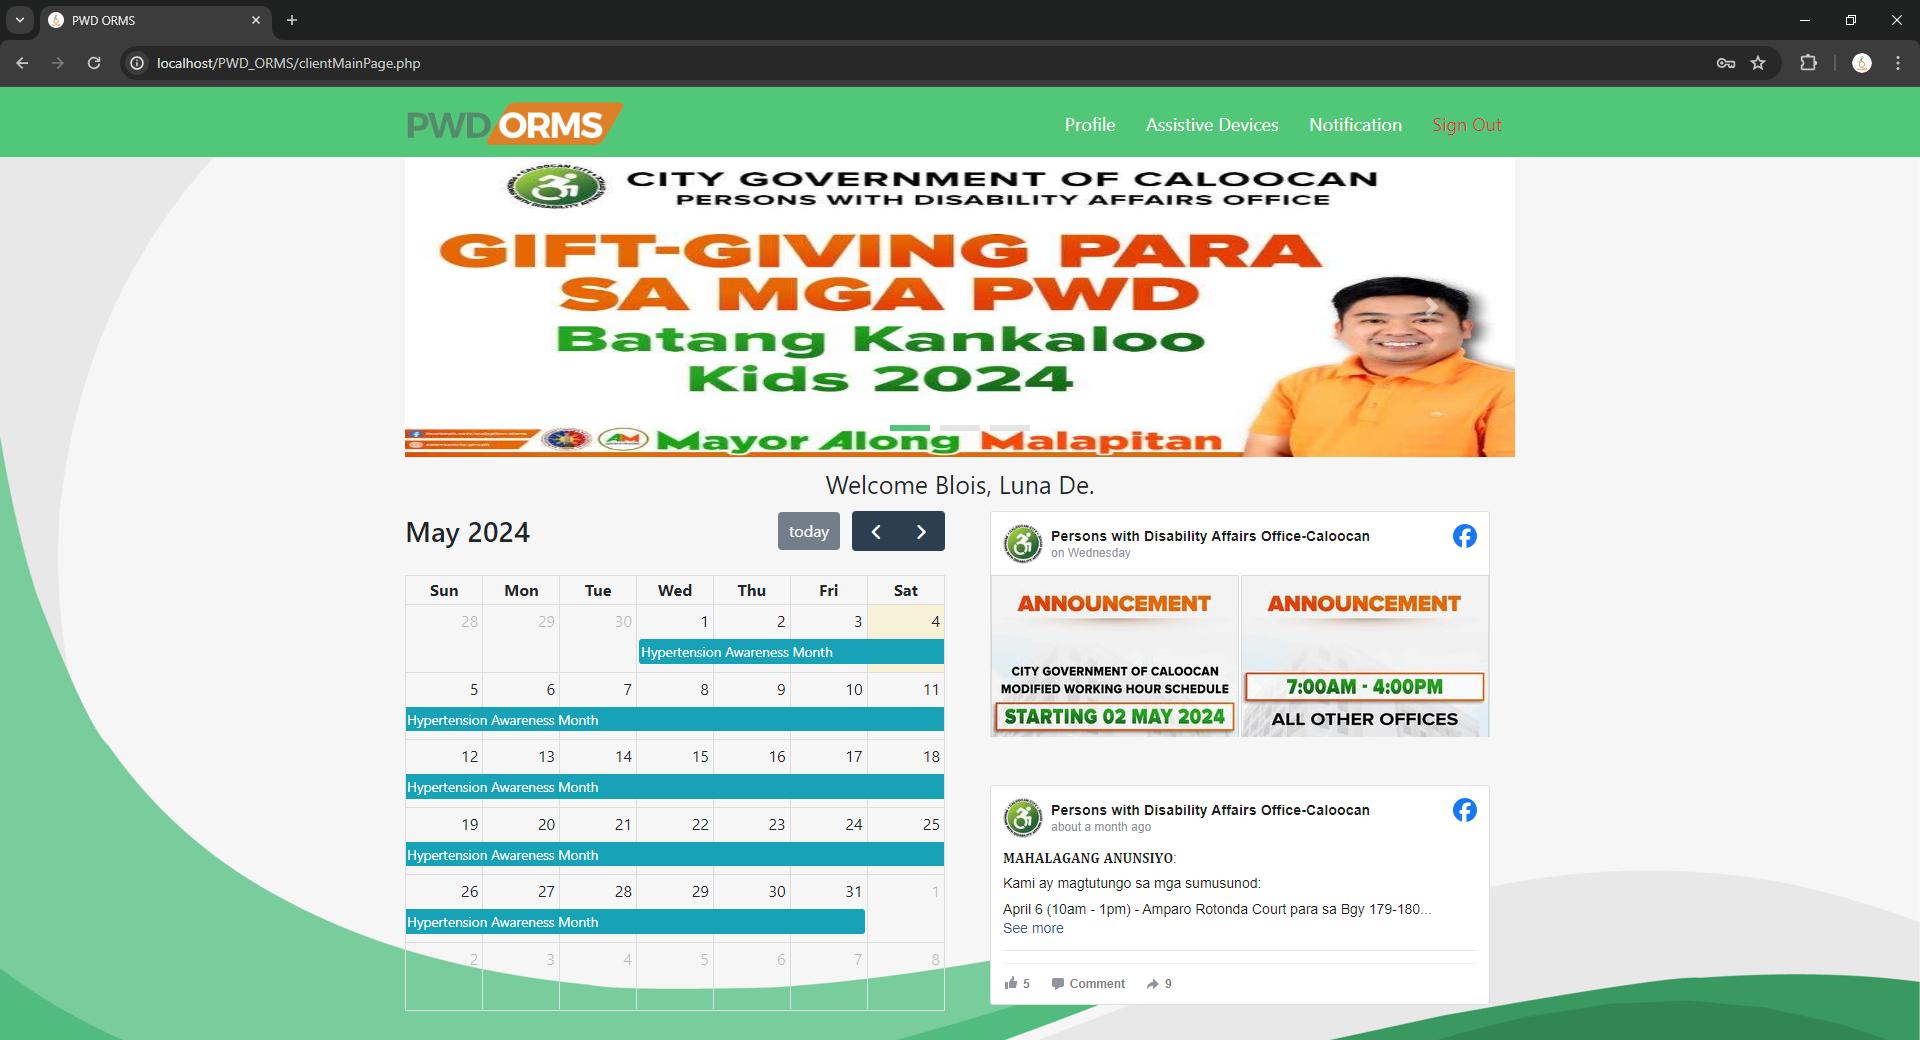 PWD ORMS
localhost/PWD_ORMS/clientMainPage.php
PWD ORMS
Profile
Assistive Devices
Notification
Sign Out
CITY GOVERNMENT OF CALOOCAN
PERSONS WITH DISABILITY AFFAIRS OFFICE
GIFT-GIVING PARA
SA MGA PWD
Batang Kankaloo
Kids 2024
AM
Mayor Along Malapitan
Welcome Blois, Luna De.
May 2024
today
Sun Mon Tue Wed Thu Fri Sat
28 29 30 1 2 3 4
Hypertension Awareness Month
5 6 7 8 9 10 11
Hypertension Awareness Month
12 13 14 15 16 17 18
Hypertension Awareness Month
19 20 21 22 23 24 25
Hypertension Awareness Month
26 27 28 29 30 31 1
Hypertension Awareness Month
2 3 4 5 6 7 8
Persons with Disability Affairs Office-Caloocan
on Wednesday
ANNOUNCEMENT
CITY GOVERNMENT OF CALOOCAN
MODIFIED WORKING HOUR SCHEDULE
STARTING 02 MAY 2024
ANNOUNCEMENT
7:00AM - 4:00PM
ALL OTHER OFFICES
Persons with Disability Affairs Office-Caloocan
about a month ago
MAHALAGANG ANUNSIYO:
Kami ay magtutungo sa mga sumusunod:
April 6 (10am - 1pm) - Amparo Rotonda Court para sa Bgy 179-180...
See more
5
Comment
9